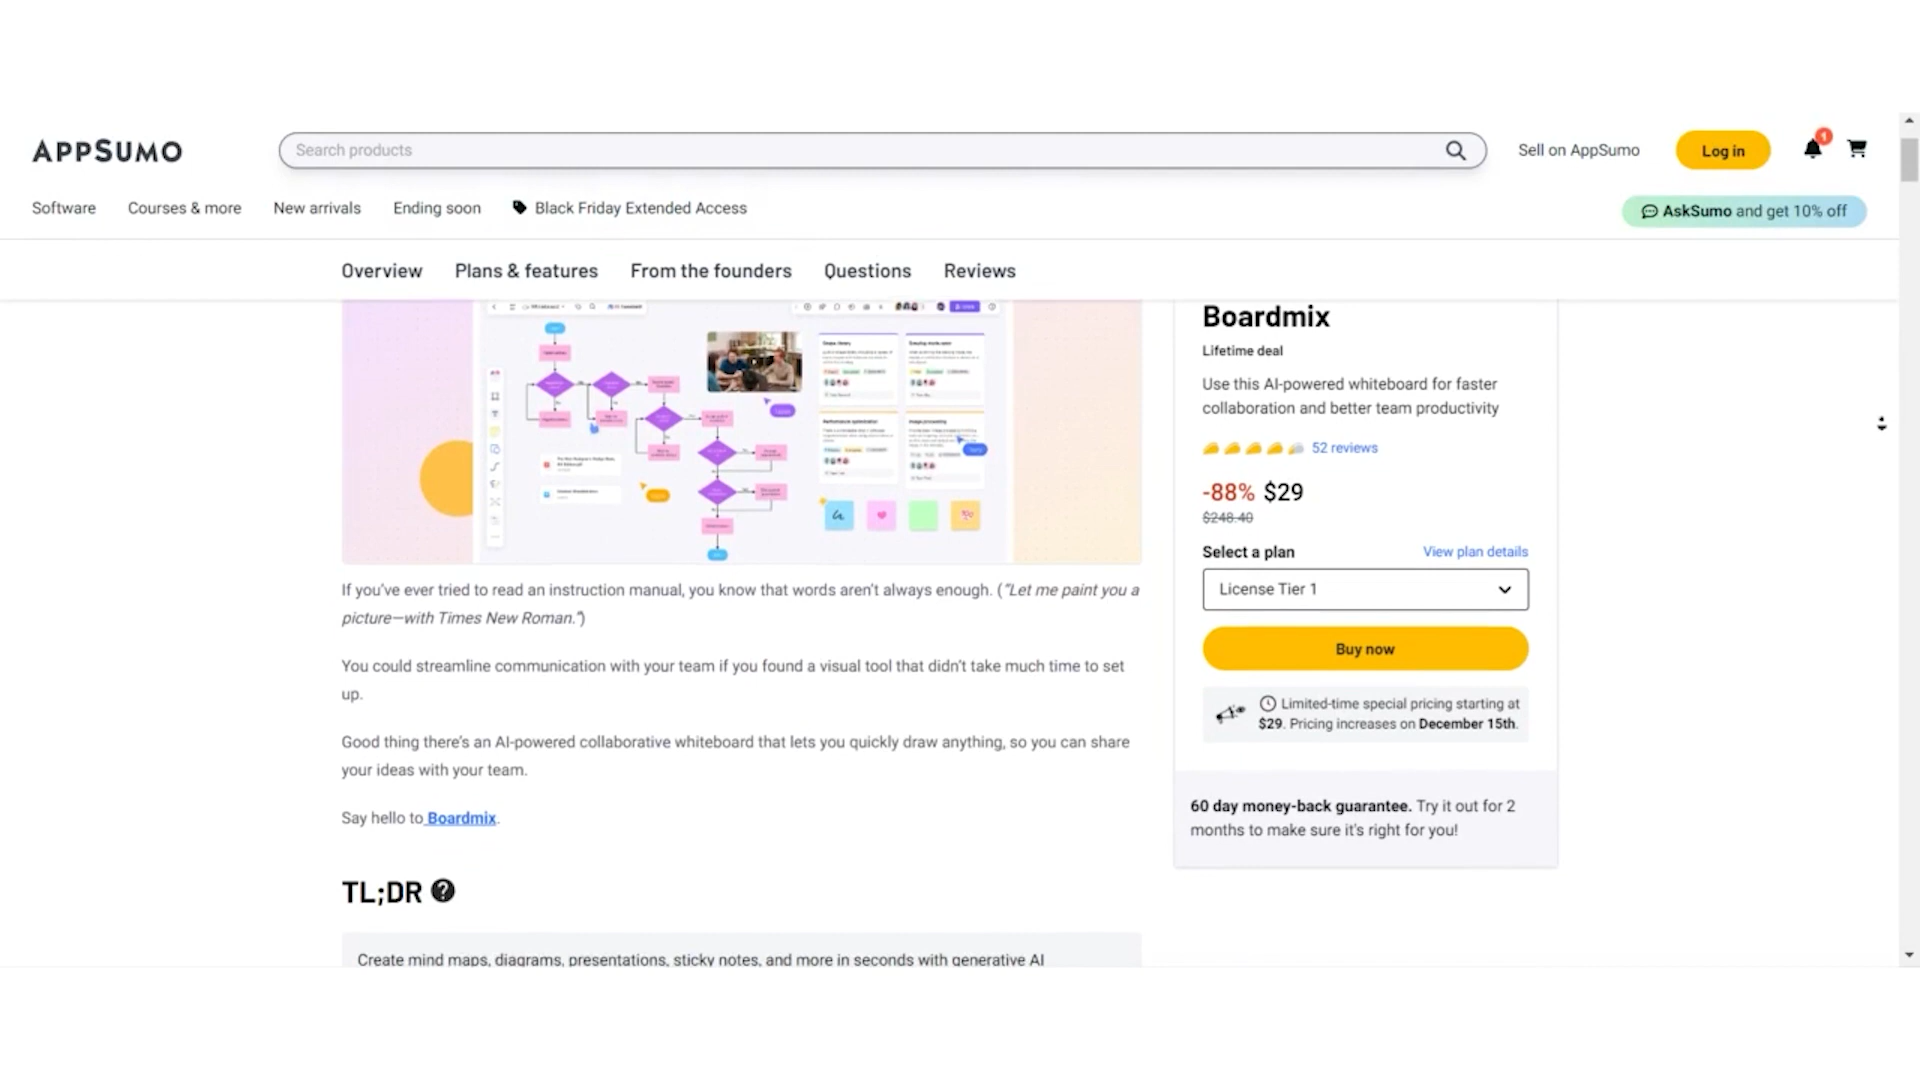 APPSUMO
Search products
Sell on AppSumo
Log in
1
Software
Courses & more
New arrivals
Ending soon
Black Friday Extended Access
AskSumo and get 10% off
Overview
Plans & features
From the founders
Questions
Reviews
Boardmix
Lifetime deal
Use this AI-powered whiteboard for faster
collaboration and better team productivity
52 reviews
-88% $29
$248.40
Select a plan
View plan details
License Tier 1
Buy now
Limited-time special pricing starting at
$29. Pricing increases on December 15th.
60 day money-back guarantee. Try it out for 2
months to make sure it's right for you!
If you've ever tried to read an instruction manual, you know that words aren't always enough. ("Let me paint you a
picture—with Times New Roman.")
You could streamline communication with your team if you found a visual tool that didn't take much time to set
up.
Good thing there's an AI-powered collaborative whiteboard that lets you quickly draw anything, so you can share
your ideas with your team.
Say hello to Boardmix.
TL;DR
Create mind maps, diagrams, presentations, sticky notes, and more in seconds with generative AI